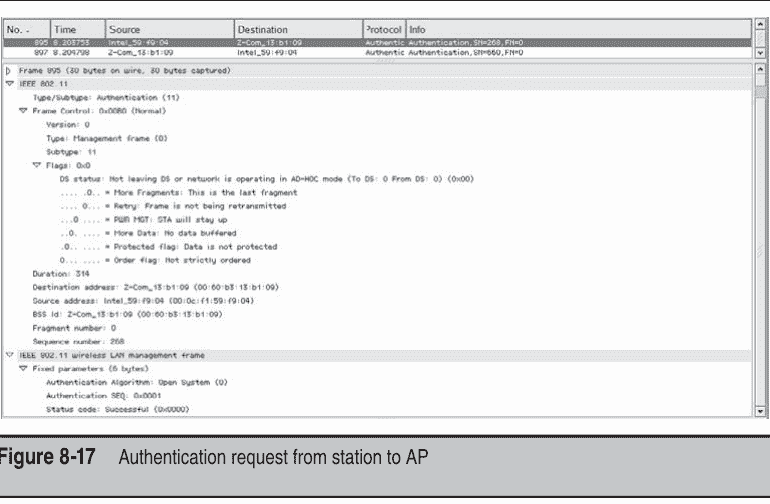 No. . Time Source Destination Protocol Info
895 8.203753 Intel_59:f9:04 Z-Com_13:b1:09 Authentic Authentication, SN=268, FN=0
897 8.204798 Z-Com_13:b1:09 Intel_59:f9:04 Authentic Authentication, SN=660, FN=0
Frame 895 (30 bytes on wire, 30 bytes captured)
IEEE 802.11
Type/Subtype: Authentication (11)
Frame Control: 0x00B0 (Normal)
Version: 0
Type: Management frame (0)
Subtype: 11
Flags: 0x0
DS status: Not leaving DS or network is operating in AD-HOC mode (To DS: 0 From DS: 0) (0x00)
.... .0.. = More Fragments: This is the last fragment
.... 0... = Retry: Frame is not being retransmitted
...0 .... = PWR MGT: STA will stay up
..0. .... = More Data: No data buffered
.0.. .... = Protected flag: Data is not protected
0... .... = Order flag: Not strictly ordered
Duration: 314
Destination address: Z-Com_13:b1:09 (00:60:b3:13:b1:09)
Source address: Intel_59:f9:04 (00:0c:f1:59:f9:04)
BSS Id: Z-Com_13:b1:09 (00:60:b3:13:b1:09)
Fragment number: 0
Sequence number: 268
IEEE 802.11 wireless LAN management frame
Fixed parameters (6 bytes)
Authentication Algorithm: Open System (0)
Authentication SEQ: 0x0001
Status code: Successful (0x0000)
Figure 8-17 Authentication request from station to AP